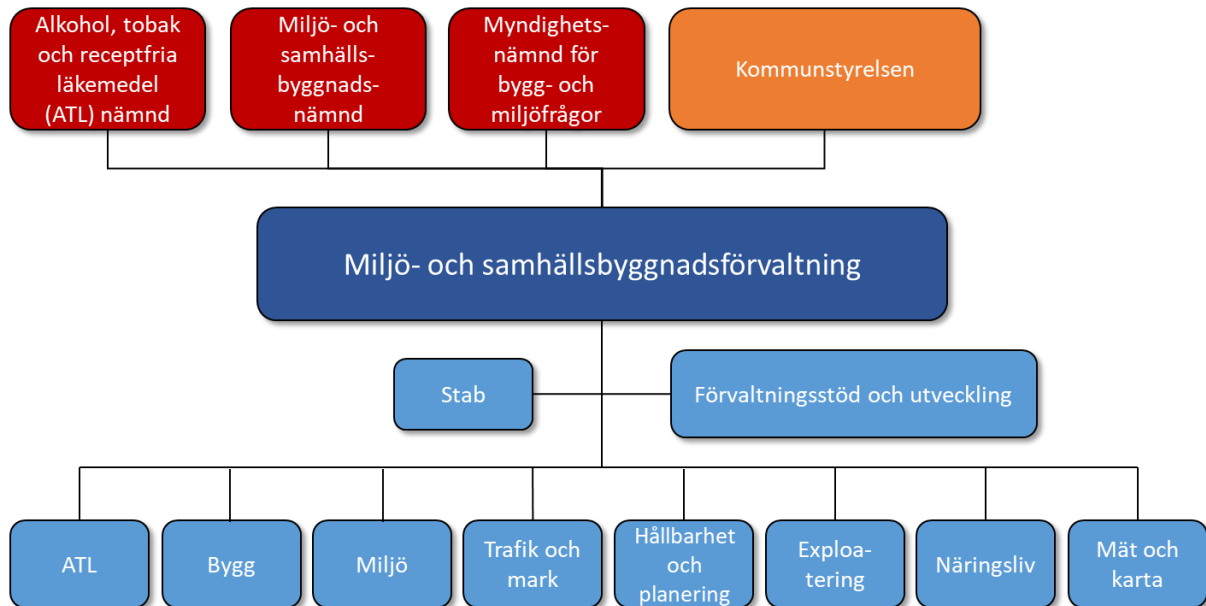 Alkohol, tobak
och receptfria
läkemedel
(ATL) nämnd
Miljö- och
samhälls-
byggnads-
nämnd
Myndighets-
nämnd för
bygg- och
miljöfrågor
Kommunstyrelsen
Miljö- och samhällsbyggnadsförvaltning
Stab
Förvaltningsstöd och utveckling
ATL
Bygg
Miljö
Trafik och
mark
Hållbarhet
och
planering
Exploa-
tering
Näringsliv
Mät och
karta